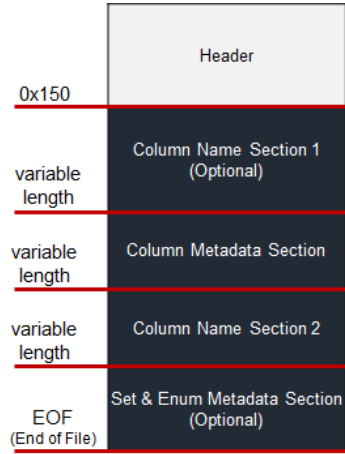 Header
0x150
Column Name Section 1
(Optional)
variable
length
Column Metadata Section
variable
length
Column Name Section 2
variable
length
Set & Enum Metadata Section
(Optional)
EOF
(End of File)